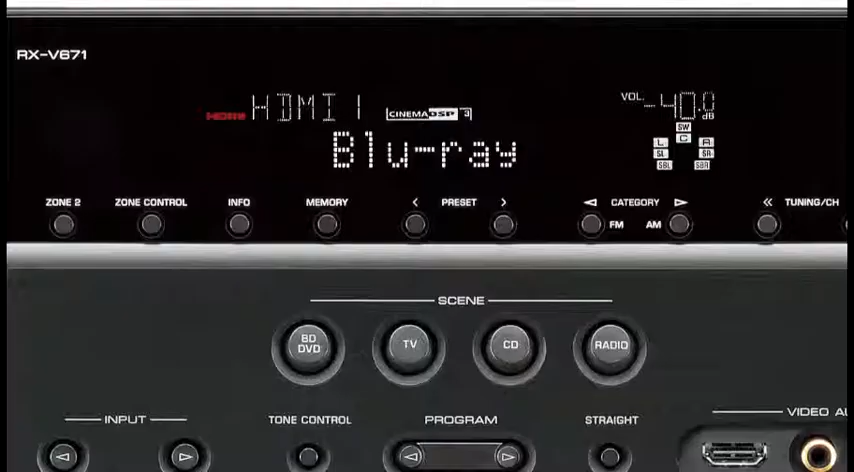 RX-V671
HDMI HDMI1 CINEMA DSP 3 VOL. -40.0 dB
SW
L C R
Blu-ray
SL SR
SBL SBR
ZONE 2 ZONE CONTROL INFO MEMORY < PRESET > ◁ CATEGORY ▷ « TUNING/CH
FM AM
SCENE
BD DVD TV CD RADIO
INPUT TONE CONTROL PROGRAM STRAIGHT VIDEO AU